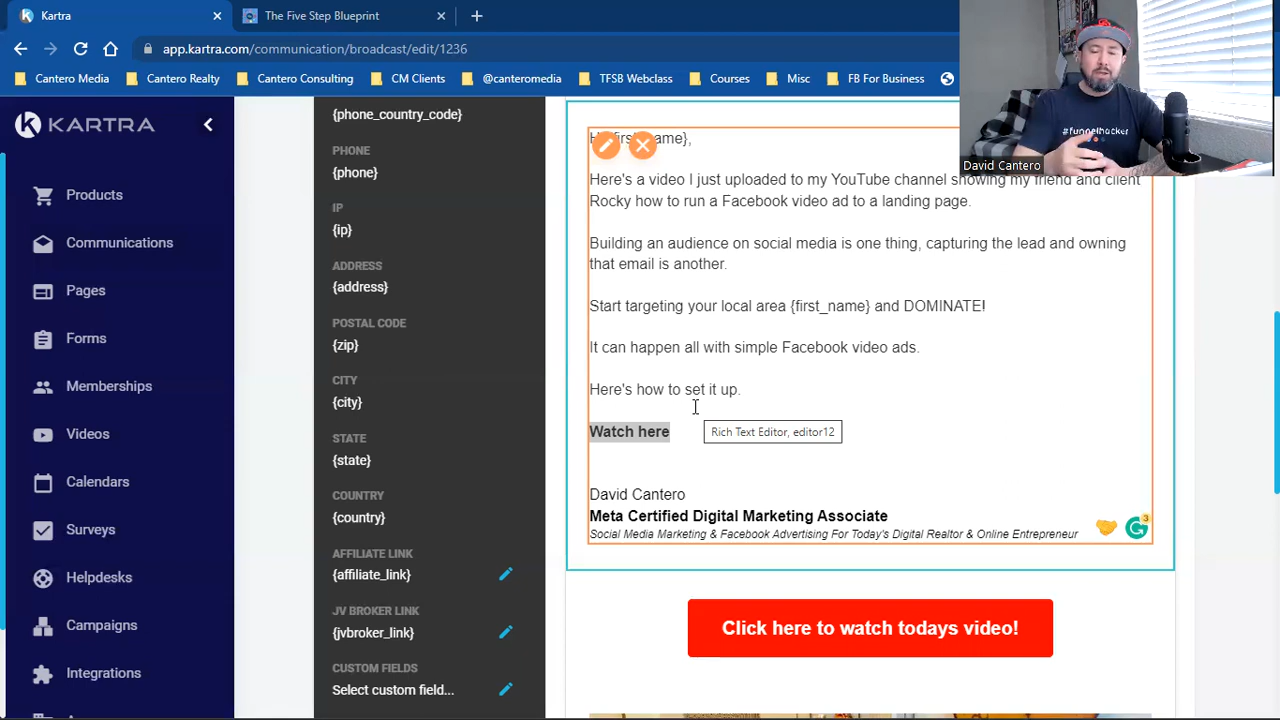 Kartra
The Five Step Blueprint
app.kartra.com/communication/broadcast/edit/1236
Cantero Media
Cantero Realty
Cantero Consulting
OA Clients
@canteromedia
TFSB Webclass
Courses
Misc
FB For Business
#funnelhacker
David Cantero
KARTRA
Products
Communications
Pages
Forms
Memberships
Videos
Calendars
Surveys
Helpdesks
Campaigns
Integrations
{phone_country_code}
PHONE
{phone}
IP
{ip}
ADDRESS
{address}
POSTAL CODE
{zip}
CITY
{city}
STATE
{state}
COUNTRY
{country}
AFFILIATE LINK
{affiliate_link}
JV BROKER LINK
{jvbroker_link}
CUSTOM FIELDS
Select custom field...
Here's a video I just uploaded to my YouTube channel showing my friend and client
Rocky how to run a Facebook video ad to a landing page.
Building an audience on social media is one thing, capturing the lead and owning
that email is another.
Start targeting your local area {first_name} and DOMINATE!
It can happen all with simple Facebook video ads.
Here's how to set it up.
Watch here
Rich Text Editor, editor12
David Cantero
Meta Certified Digital Marketing Associate
Social Media Marketing & Facebook Advertising For Today's Digital Realtor & Online Entrepreneur
3
Click here to watch todays video!